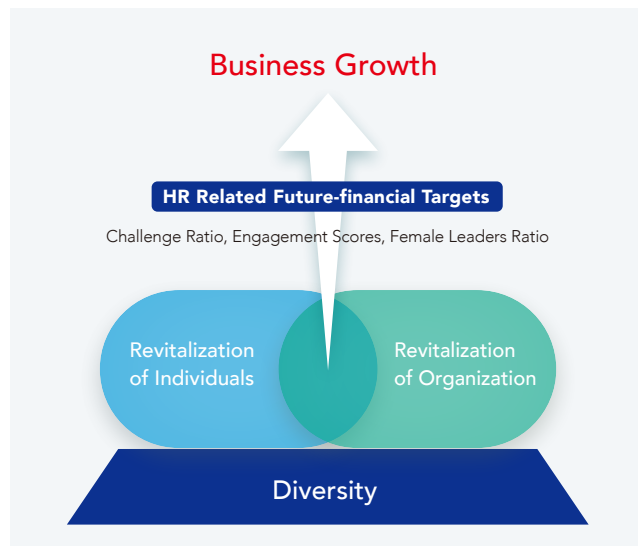 Business Growth
HR Related Future-financial Targets
Challenge Ratio, Engagement Scores, Female Leaders Ratio
Revitalization
of Individuals
Revitalization
of Organization
Diversity